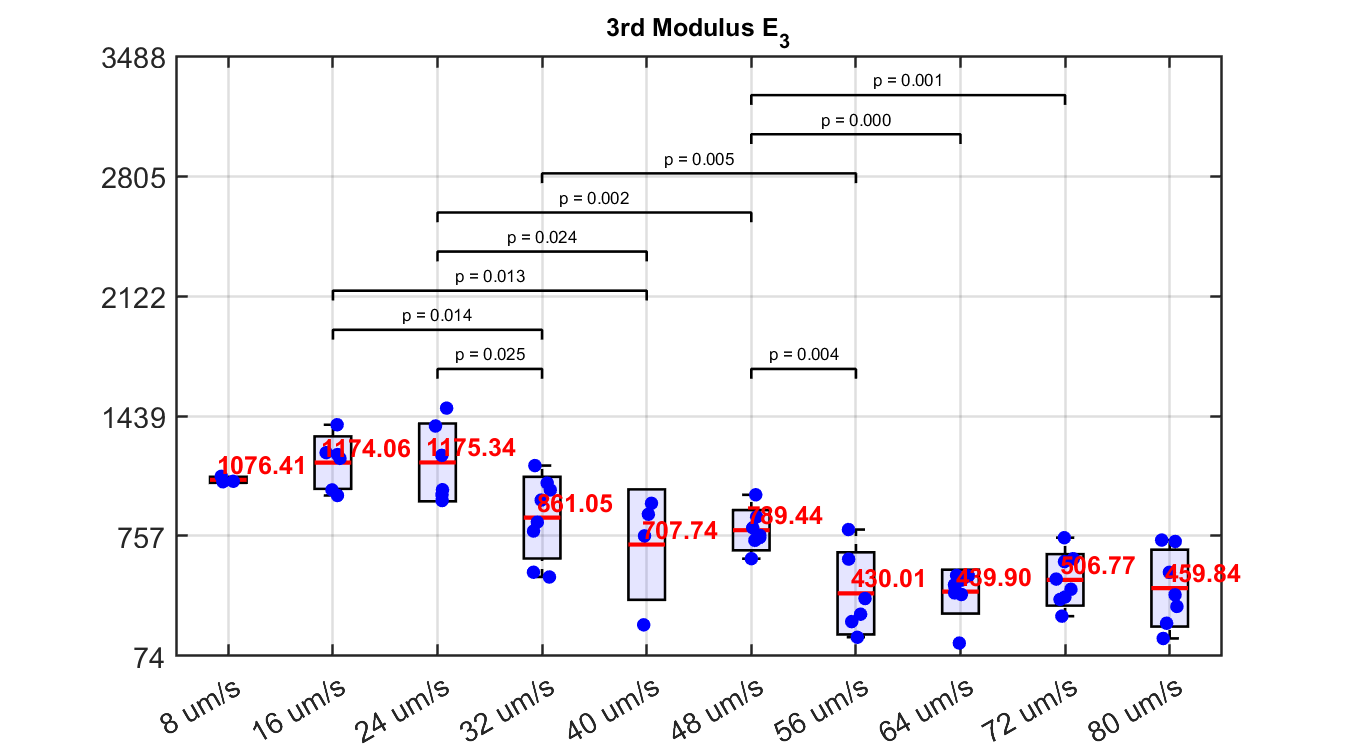 3rd Modulus E3
3488
p = 0.001
p = 0.000
p = 0.005
2805
p = 0.002
p = 0.024
p = 0.013
2122
p = 0.014
p = 0.025
p = 0.004
1439
1076.41
1174.06
1175.34
861.05
707.74
789.44
430.01
439.90
506.77
459.84
757
74
8 um/s
16 um/s
24 um/s
32 um/s
40 um/s
48 um/s
56 um/s
64 um/s
72 um/s
80 um/s